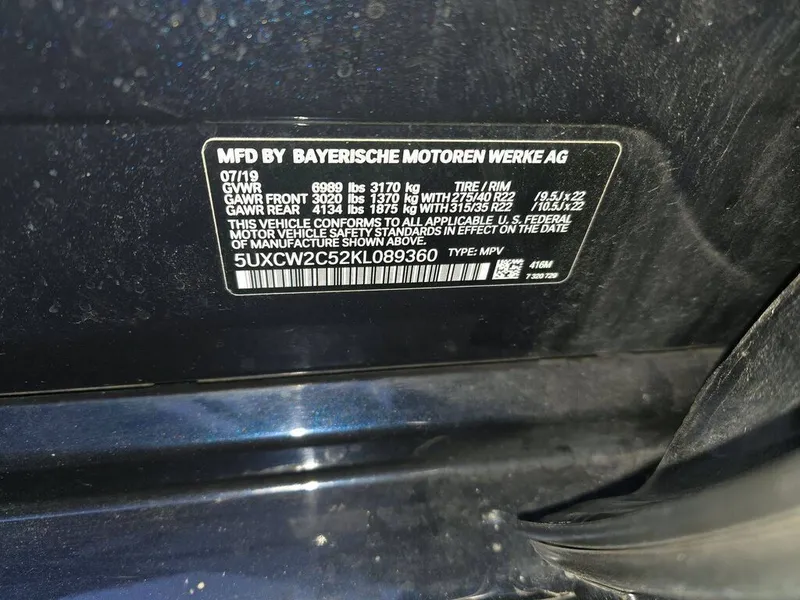 MFD BY BAYERISCHE MOTOREN WERKE AG
07/19
GVWR 6989 lbs 3170 kg TIRE / RIM
GAWR FRONT 3020 lbs 1370 kg WITH 275/40 R22 /9.5J x 22
GAWR REAR 4134 lbs 1875 kg WITH 315/35 R22 /10.5J x 22
THIS VEHICLE CONFORMS TO ALL APPLICABLE U. S. FEDERAL
MOTOR VEHICLE SAFETY STANDARDS IN EFFECT ON THE DATE
OF MANUFACTURE SHOWN ABOVE.
5UXCW2C52KL089360 TYPE: MPV
416M
7 320 729